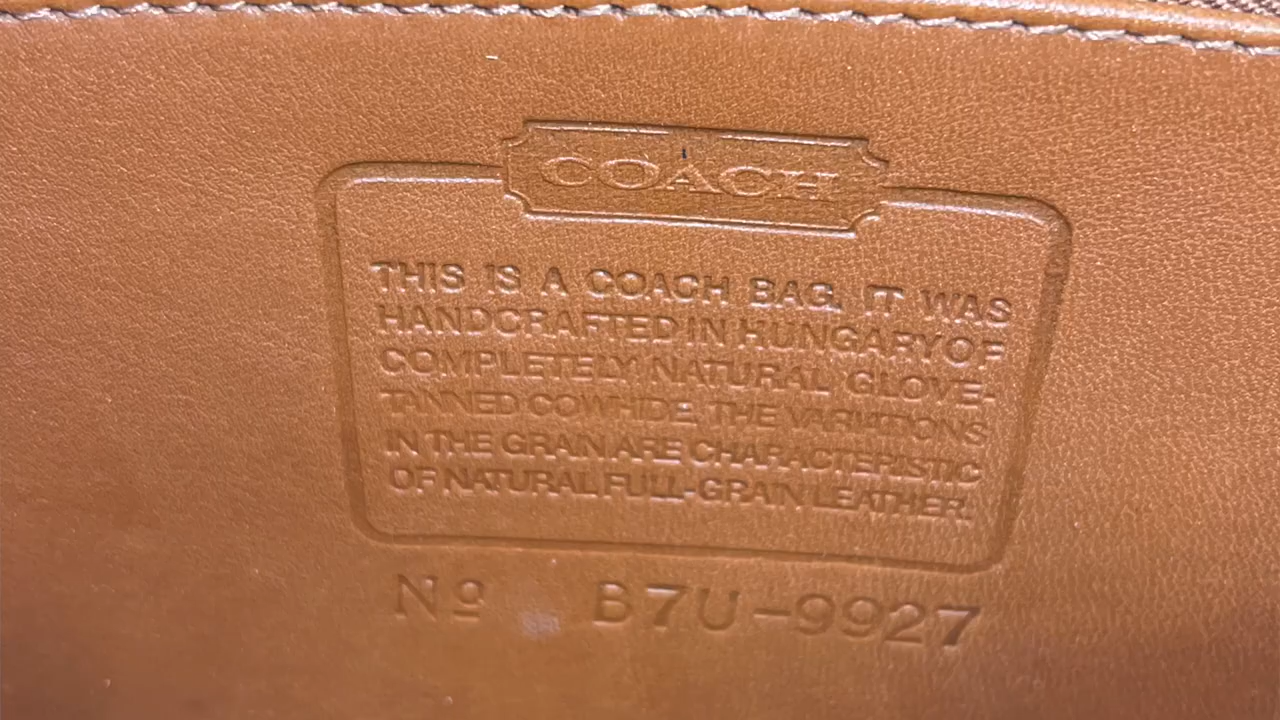 COACH
THIS IS A COACH BAG. IT WAS
HANDCRAFTED IN HUNGARY OF
COMPLETELY NATURAL GLOVE-
TANNED COWHIDE. THE VARIATIONS
IN THE GRAIN ARE CHARACTERISTIC
OF NATURAL FULL-GRAIN LEATHER.
Nº B7U-9927